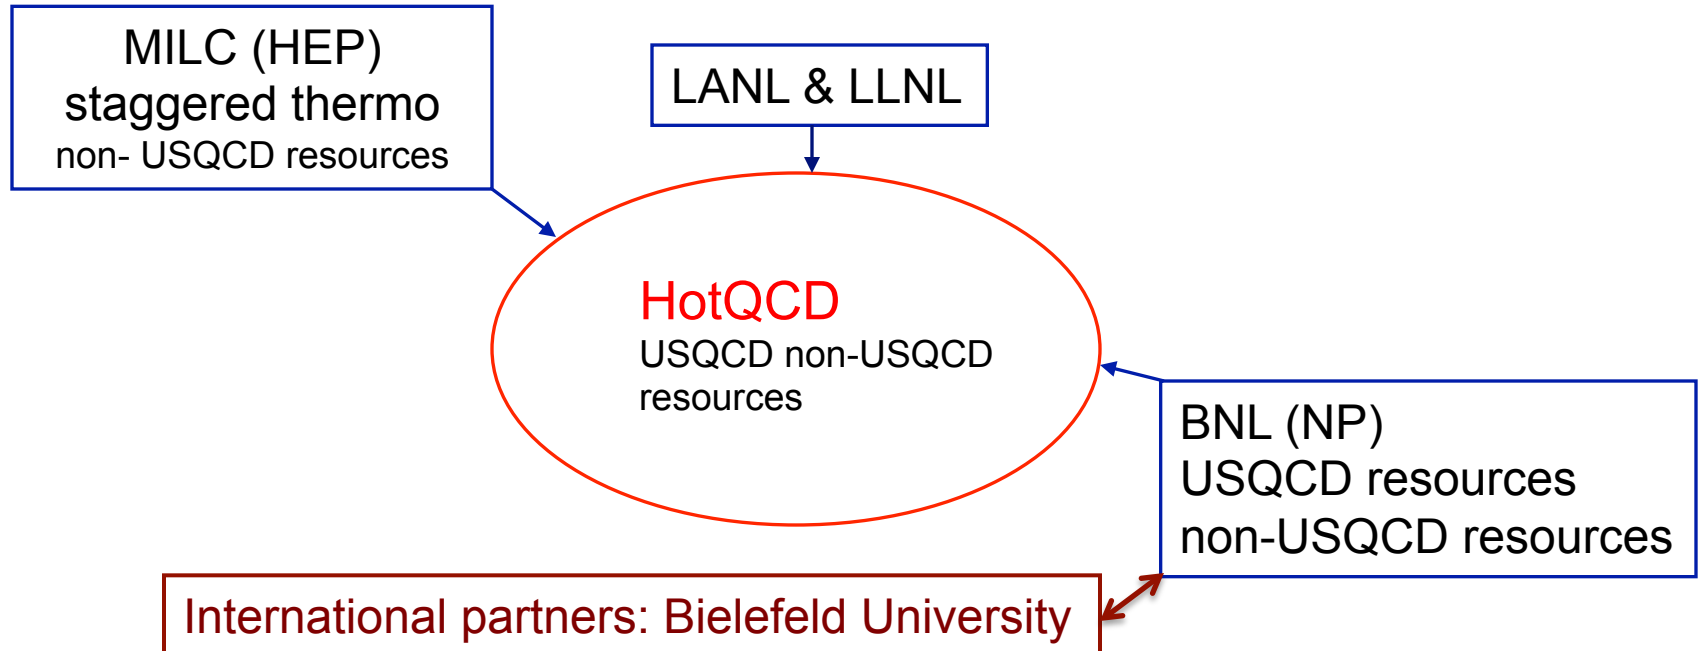 MILC (HEP)
staggered thermo
non- USQCD resources
LANL & LLNL
HotQCD
USQCD non-USQCD
resources
BNL (NP)
USQCD resources
non-USQCD resources
International partners: Bielefeld University